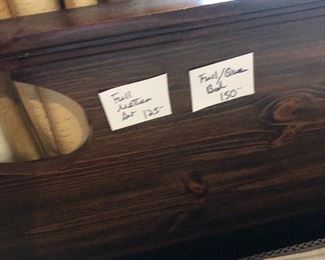 Full
Mattress
Set 125-
Full/Queen
Bed
150-